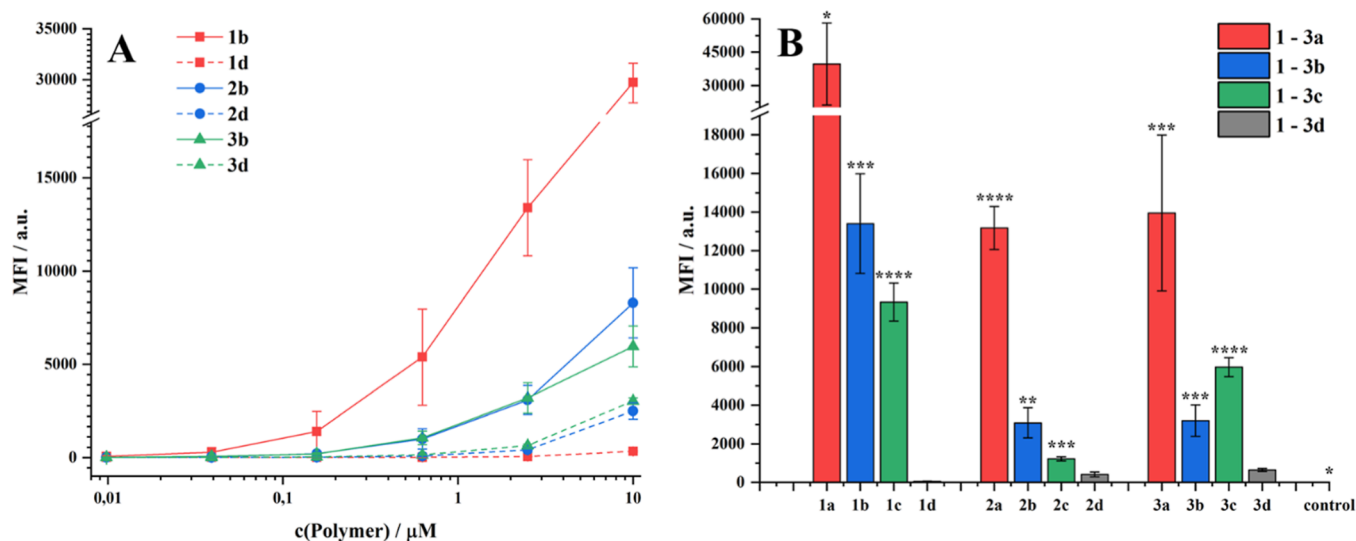 A
1b
1d
2b
2d
3b
3d
MFI / a.u.
35000
30000
15000
10000
5000
0
0,01 0,1 1 10
c(Polymer) / μM
B
1 - 3a
1 - 3b
1 - 3c
1 - 3d
MFI / a.u.
60000
45000
30000
18000
16000
14000
12000
10000
8000
6000
4000
2000
0
* *** **** **** ** *** *** *** **** *
1a 1b 1c 1d 2a 2b 2c 2d 3a 3b 3c 3d control